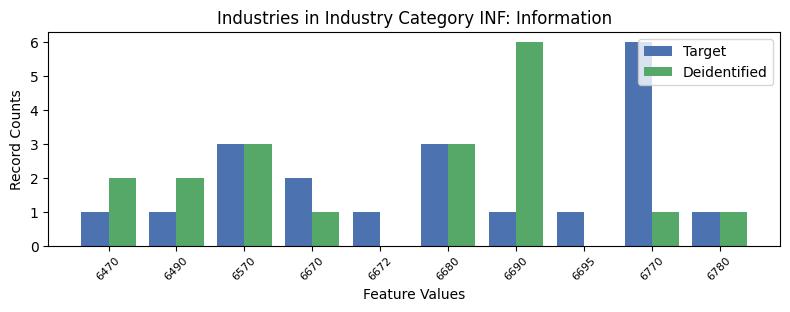 Industries in Industry Category INF: Information
Target
Deidentified
Record Counts
6
5
4
3
2
1
0
6470 6490 6570 6670 6672 6680 6690 6695 6770 6780
Feature Values